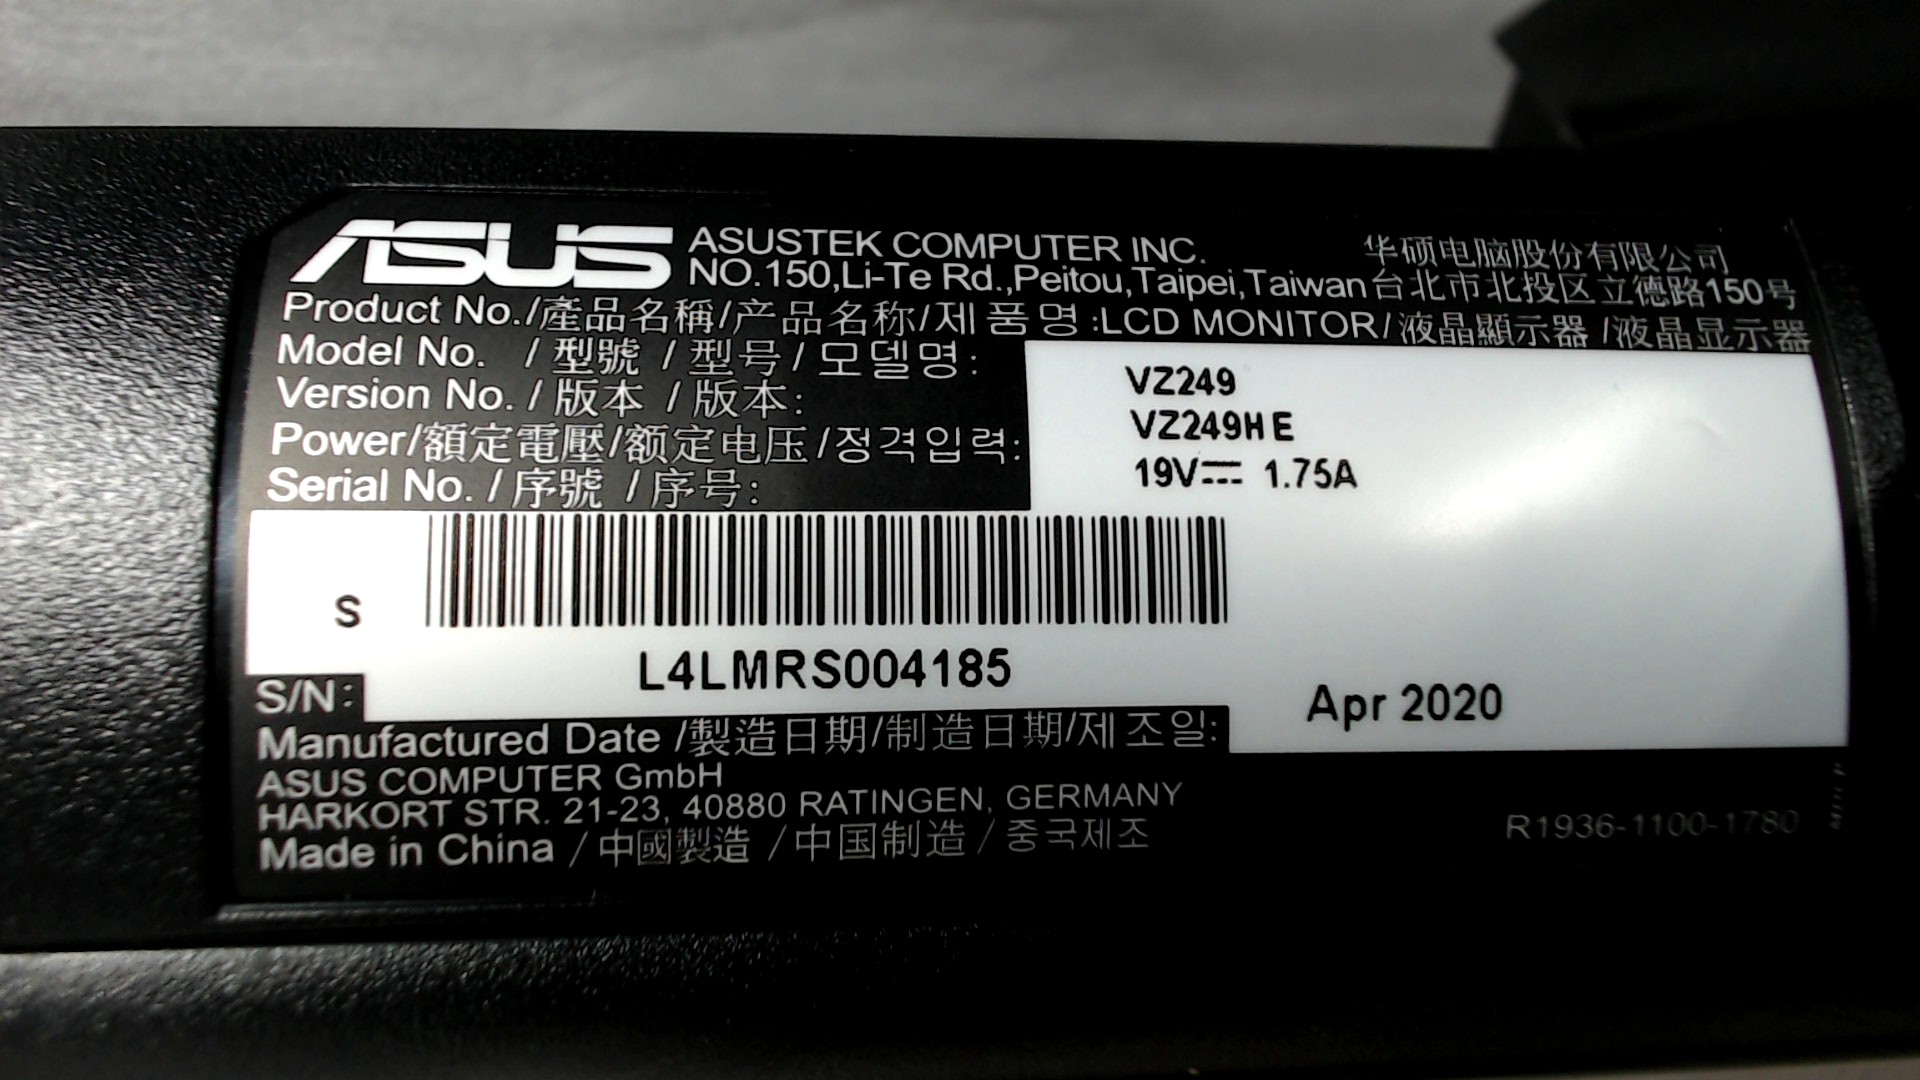 ASUS ASUSTEK COMPUTER INC. 华硕电脑股份有限公司
NO.150,Li-Te Rd.,Peitou,Taipei,Taiwan台北市北投区立德路150号
Product No./產品名稱/产品名称/제품명:LCD MONITOR/液晶顯示器/液晶显示器
Model No. /型號 /型号/모델명: VZ249
Version No. /版本 /版本: VZ249HE
Power/額定電壓/额定电压/정격입력: 19V⎓ 1.75A
Serial No. /序號 /序号:
S
L4LMRS004185
S/N:
Apr 2020
Manufactured Date /製造日期/制造日期/제조일:
ASUS COMPUTER GmbH
HARKORT STR. 21-23, 40880 RATINGEN, GERMANY
Made in China /中國製造 /中国制造 /중국제조
R1936-1100-1780